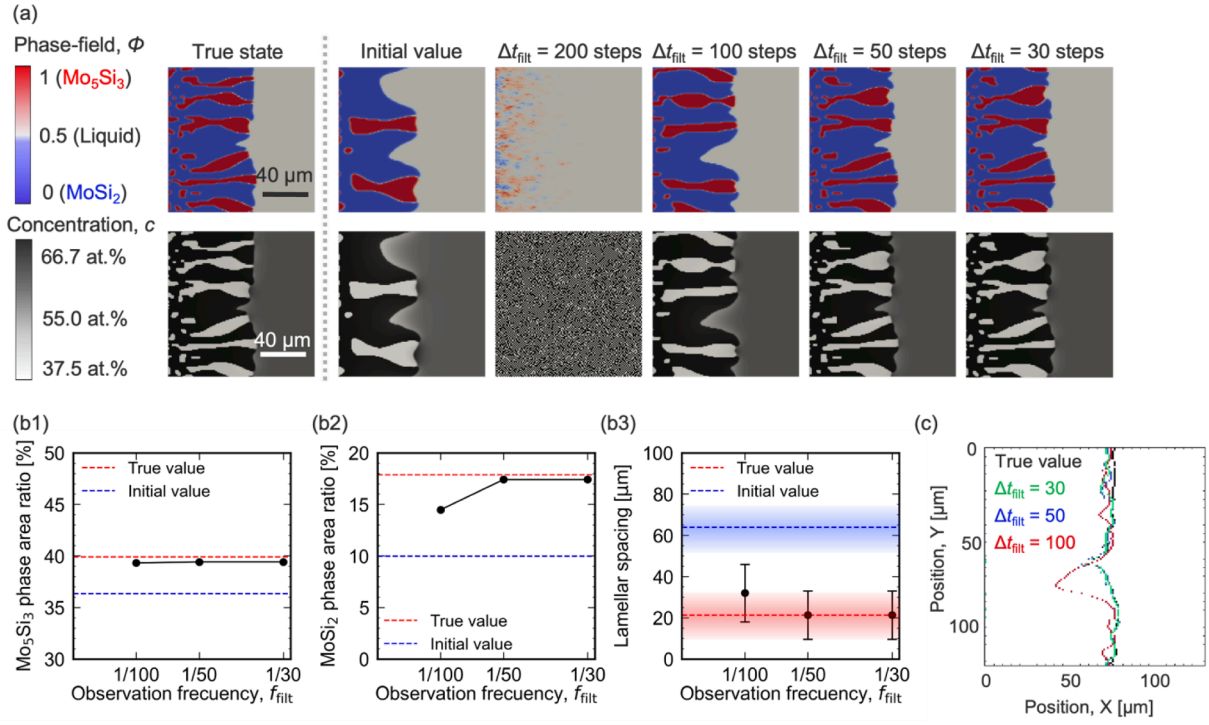 (a)
Phase-field, Φ
True state
Initial value
Δtfilt = 200 steps
Δtfilt = 100 steps
Δtfilt = 50 steps
Δtfilt = 30 steps
1 (Mo5Si3)
0.5 (Liquid)
0 (MoSi2)
40 μm
Concentration, c
66.7 at.%
55.0 at.%
37.5 at.%
40 μm
(b1)
Mo5Si3 phase area ratio [%]
50
45
40
35
30
True value
Initial value
1/100 1/50 1/30
Observation frecuency, ffilt
(b2)
MoSi2 phase area ratio [%]
20
15
10
5
0
True value
Initial value
1/100 1/50 1/30
Observation frecuency, ffilt
(b3)
Lamellar spacing [μm]
100
80
60
40
20
0
True value
Initial value
1/100 1/50 1/30
Observation frecuency, ffilt
(c)
Position, Y [μm]
0
50
100
True value
Δtfilt = 30
Δtfilt = 50
Δtfilt = 100
0 50 100
Position, X [μm]